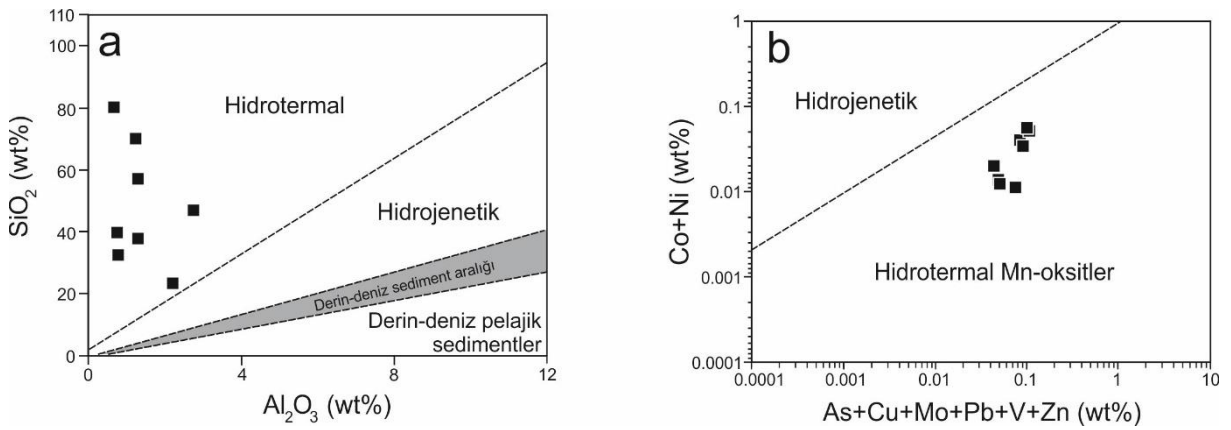 a
SiO₂ (wt%)
110
100
80
60
40
20
0
Hidrotermal
Hidrojenetik
Derin-deniz sediment aralığı
Derin-deniz pelajik
sedimentler
0 4 8 12
Al₂O₃ (wt%)
b
Co+Ni (wt%)
1
0.1
0.01
0.001
0.0001
Hidrojenetik
Hidrotermal Mn-oksitler
0.0001 0.001 0.01 0.1 1 10
As+Cu+Mo+Pb+V+Zn (wt%)